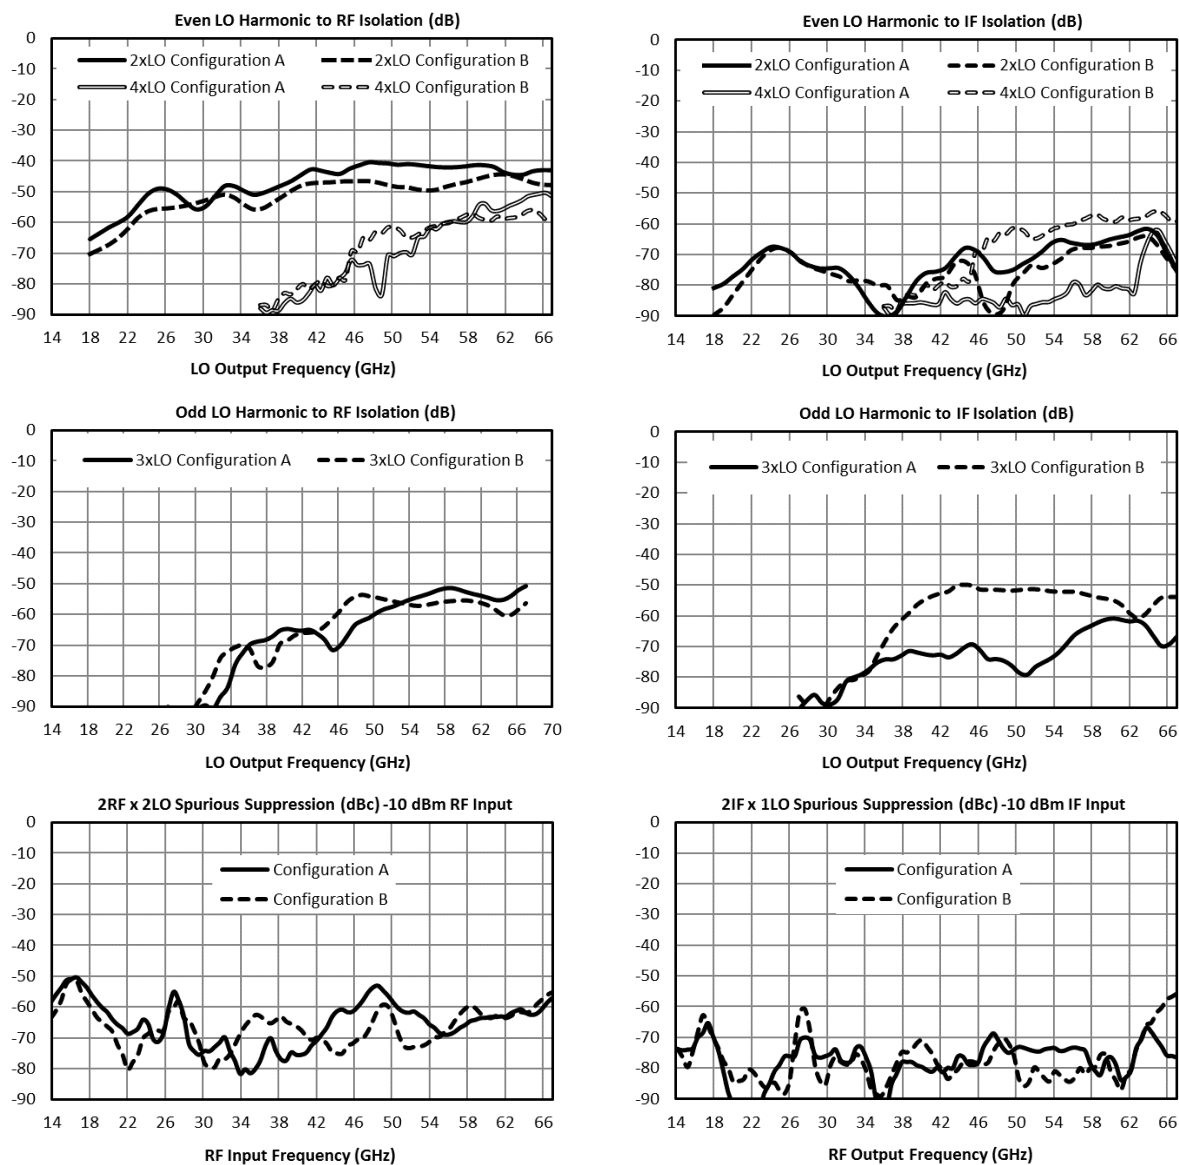 Even LO Harmonic to RF Isolation (dB)
0
-10
-20
-30
-40
-50
-60
-70
-80
-90
2xLO Configuration A
2xLO Configuration B
4xLO Configuration A
4xLO Configuration B
14 18 22 26 30 34 38 42 46 50 54 58 62 66
LO Output Frequency (GHz)
Even LO Harmonic to IF Isolation (dB)
0
-10
-20
-30
-40
-50
-60
-70
-80
-90
2xLO Configuration A
2xLO Configuration B
4xLO Configuration A
4xLO Configuration B
14 18 22 26 30 34 38 42 46 50 54 58 62 66
LO Output Frequency (GHz)
Odd LO Harmonic to RF Isolation (dB)
0
-10
-20
-30
-40
-50
-60
-70
-80
-90
3xLO Configuration A
3xLO Configuration B
14 18 22 26 30 34 38 42 46 50 54 58 62 66 70
LO Output Frequency (GHz)
Odd LO Harmonic to IF Isolation (dB)
0
-10
-20
-30
-40
-50
-60
-70
-80
-90
3xLO Configuration A
3xLO Configuration B
14 18 22 26 30 34 38 42 46 50 54 58 62 66
LO Output Frequency (GHz)
2RF x 2LO Spurious Suppression (dBc) -10 dBm RF Input
0
-10
-20
-30
-40
-50
-60
-70
-80
-90
Configuration A
Configuration B
14 18 22 26 30 34 38 42 46 50 54 58 62 66
RF Input Frequency (GHz)
2IF x 1LO Spurious Suppression (dBc) -10 dBm IF Input
0
-10
-20
-30
-40
-50
-60
-70
-80
-90
Configuration A
Configuration B
14 18 22 26 30 34 38 42 46 50 54 58 62 66
RF Output Frequency (GHz)